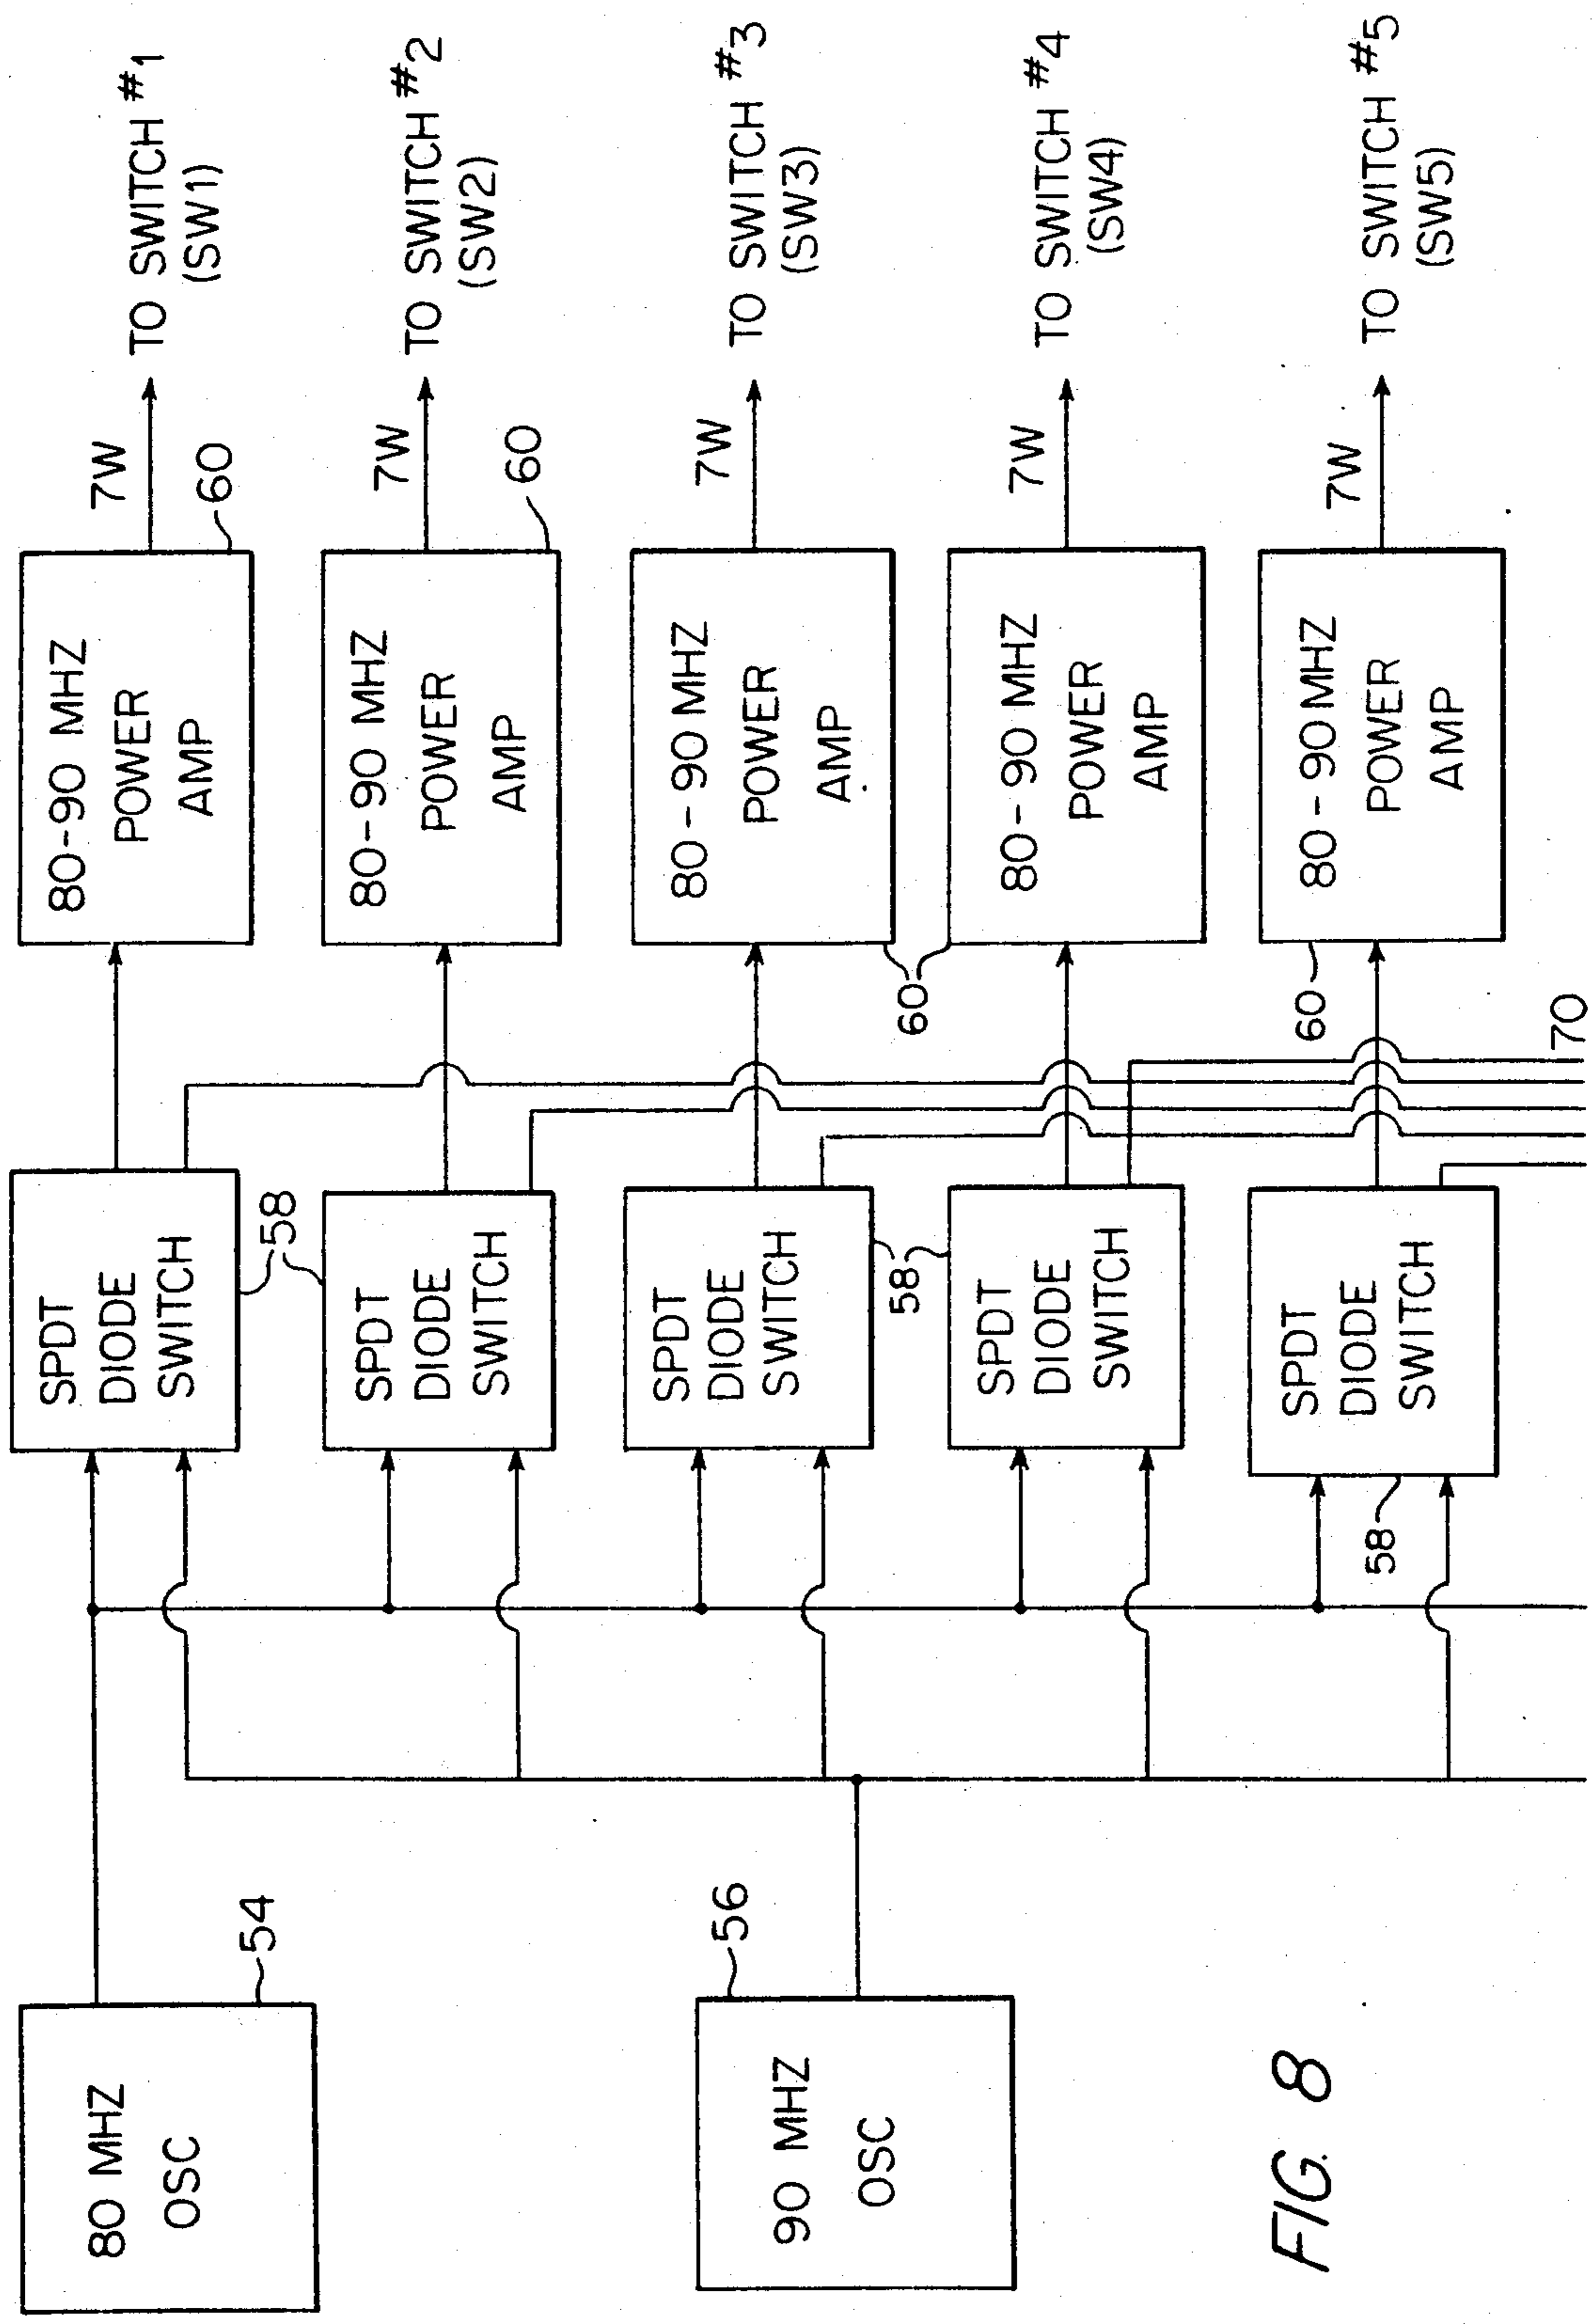 80 MHZ
OSC
54
90 MHZ
OSC
56
SPDT
DIODE
SWITCH
58
SPDT
DIODE
SWITCH
SPDT
DIODE
SWITCH
58
SPDT
DIODE
SWITCH
SPDT
DIODE
SWITCH
58
80-90 MHZ
POWER
AMP
60
80-90 MHZ
POWER
AMP
60
80-90 MHZ
POWER
AMP
60
80-90 MHZ
POWER
AMP
80-90 MHZ
POWER
AMP
60
70
7W
TO SWITCH #1
(SW1)
7W
TO SWITCH #2
(SW2)
7W
TO SWITCH #3
(SW3)
7W
TO SWITCH #4
(SW4)
7W
TO SWITCH #5
(SW5)
FIG. 8